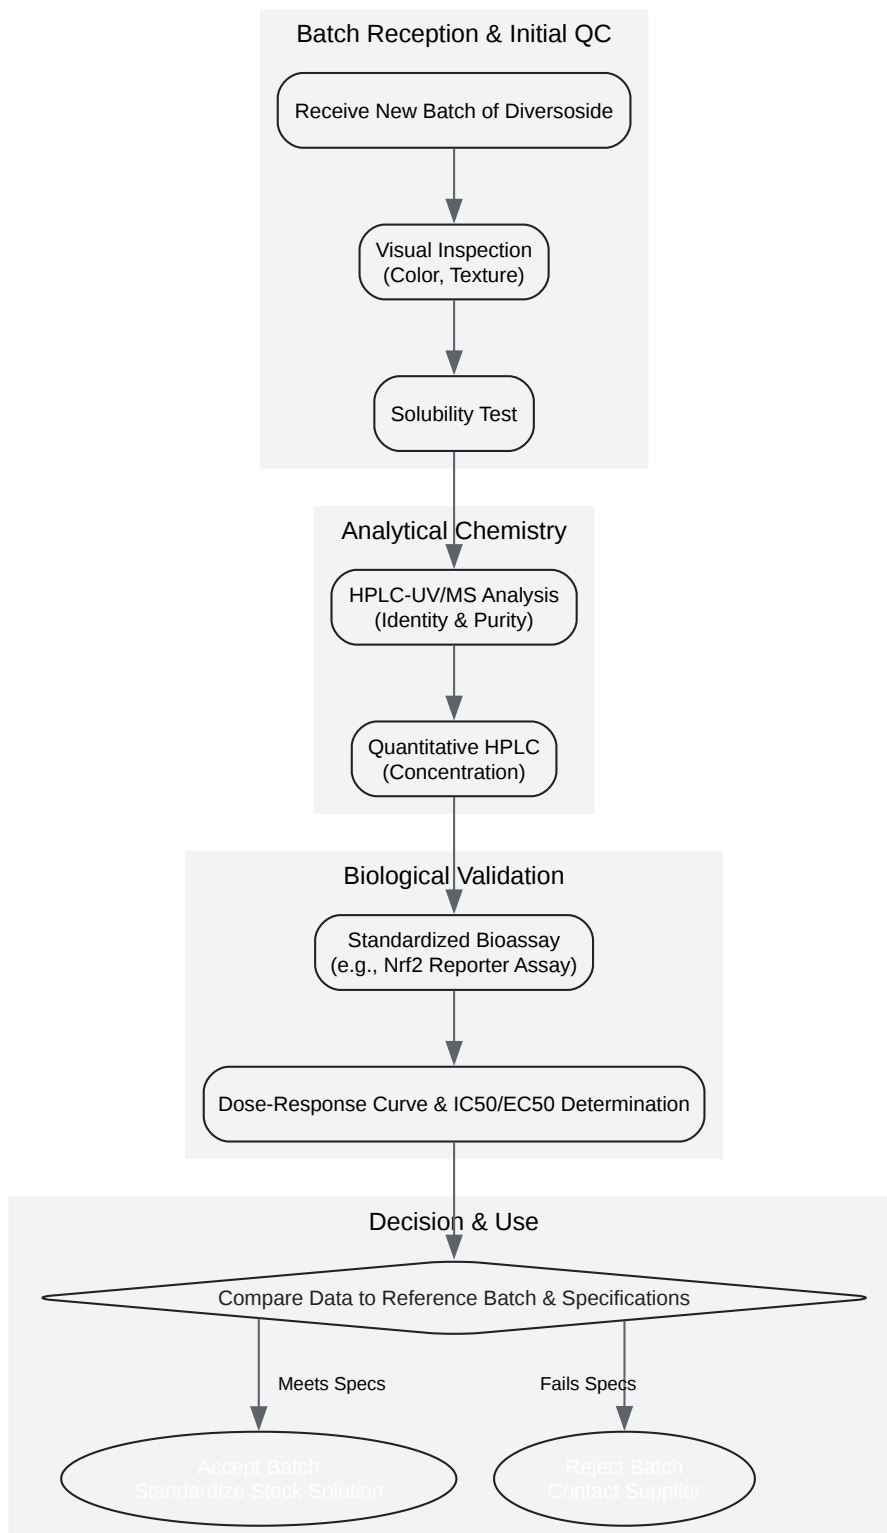 Batch Reception & Initial QC
Receive New Batch of Diversoside
Visual Inspection
(Color, Texture)
Solubility Test
Analytical Chemistry
HPLC-UV/MS Analysis
(Identity & Purity)
Quantitative HPLC
(Concentration)
Biological Validation
Standardized Bioassay
(e.g., Nrf2 Reporter Assay)
Dose-Response Curve & IC50/EC50 Determination
Decision & Use
Compare Data to Reference Batch & Specifications
Meets Specs
Fails Specs
Accept Batch
Standardize Stock Solution
Reject Batch
Contact Supplier